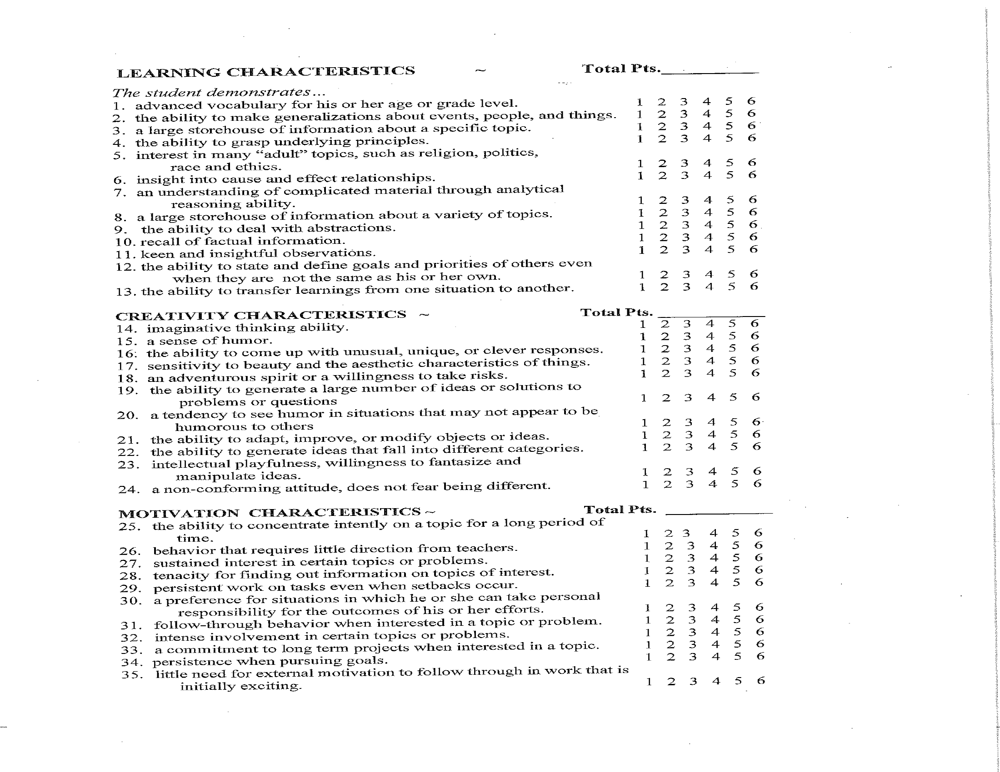 LEARNING CHARACTERISTICS ~ Total Pts.
The student demonstrates...
1. advanced vocabulary for his or her age or grade level. 1 2 3 4 5 6
2. the ability to make generalizations about events, people, and things. 1 2 3 4 5 6
3. a large storehouse of information about a specific topic. 1 2 3 4 5 6
4. the ability to grasp underlying principles. 1 2 3 4 5 6
5. interest in many “adult” topics, such as religion, politics,
race and ethics. 1 2 3 4 5 6
6. insight into cause and effect relationships. 1 2 3 4 5 6
7. an understanding of complicated material through analytical
reasoning ability. 1 2 3 4 5 6
8. a large storehouse of information about a variety of topics. 1 2 3 4 5 6
9. the ability to deal with abstractions. 1 2 3 4 5 6
10. recall of factual information. 1 2 3 4 5 6
11. keen and insightful observations. 1 2 3 4 5 6
12. the ability to state and define goals and priorities of others even
when they are not the same as his or her own. 1 2 3 4 5 6
13. the ability to transfer learnings from one situation to another. 1 2 3 4 5 6
CREATIVITY CHARACTERISTICS ~ Total Pts.
14. imaginative thinking ability. 1 2 3 4 5 6
15. a sense of humor. 1 2 3 4 5 6
16. the ability to come up with unusual, unique, or clever responses. 1 2 3 4 5 6
17. sensitivity to beauty and the aesthetic characteristics of things. 1 2 3 4 5 6
18. an adventurous spirit or a willingness to take risks. 1 2 3 4 5 6
19. the ability to generate a large number of ideas or solutions to
problems or questions 1 2 3 4 5 6
20. a tendency to see humor in situations that may not appear to be
humorous to others 1 2 3 4 5 6
21. the ability to adapt, improve, or modify objects or ideas. 1 2 3 4 5 6
22. the ability to generate ideas that fall into different categories. 1 2 3 4 5 6
23. intellectual playfulness, willingness to fantasize and
manipulate ideas. 1 2 3 4 5 6
24. a non-conforming attitude, does not fear being different. 1 2 3 4 5 6
MOTIVATION CHARACTERISTICS ~ Total Pts.
25. the ability to concentrate intently on a topic for a long period of
time. 1 2 3 4 5 6
26. behavior that requires little direction from teachers. 1 2 3 4 5 6
27. sustained interest in certain topics or problems. 1 2 3 4 5 6
28. tenacity for finding out information on topics of interest. 1 2 3 4 5 6
29. persistent work on tasks even when setbacks occur. 1 2 3 4 5 6
30. a preference for situations in which he or she can take personal
responsibility for the outcomes of his or her efforts. 1 2 3 4 5 6
31. follow-through behavior when interested in a topic or problem. 1 2 3 4 5 6
32. intense involvement in certain topics or problems. 1 2 3 4 5 6
33. a commitment to long term projects when interested in a topic. 1 2 3 4 5 6
34. persistence when pursuing goals. 1 2 3 4 5 6
35. little need for external motivation to follow through in work that is
initially exciting. 1 2 3 4 5 6